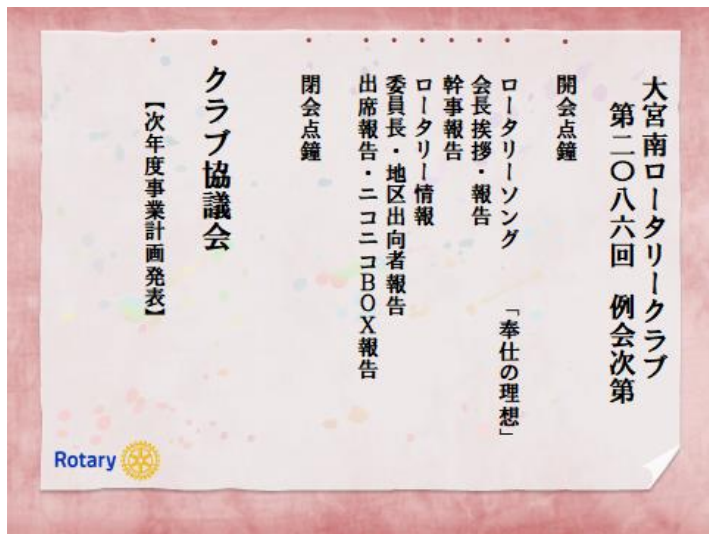 大宮南ロータリークラブ
第二〇八六回　例会次第
開会点鐘
ロータリーソング　「奉仕の理想」
会長挨拶・報告
幹事報告
ロータリー情報
委員長・地区出向者報告
出席報告・ニコニコＢＯＸ報告
閉会点鐘
クラブ協議会
【次年度事業計画発表】
Rotary